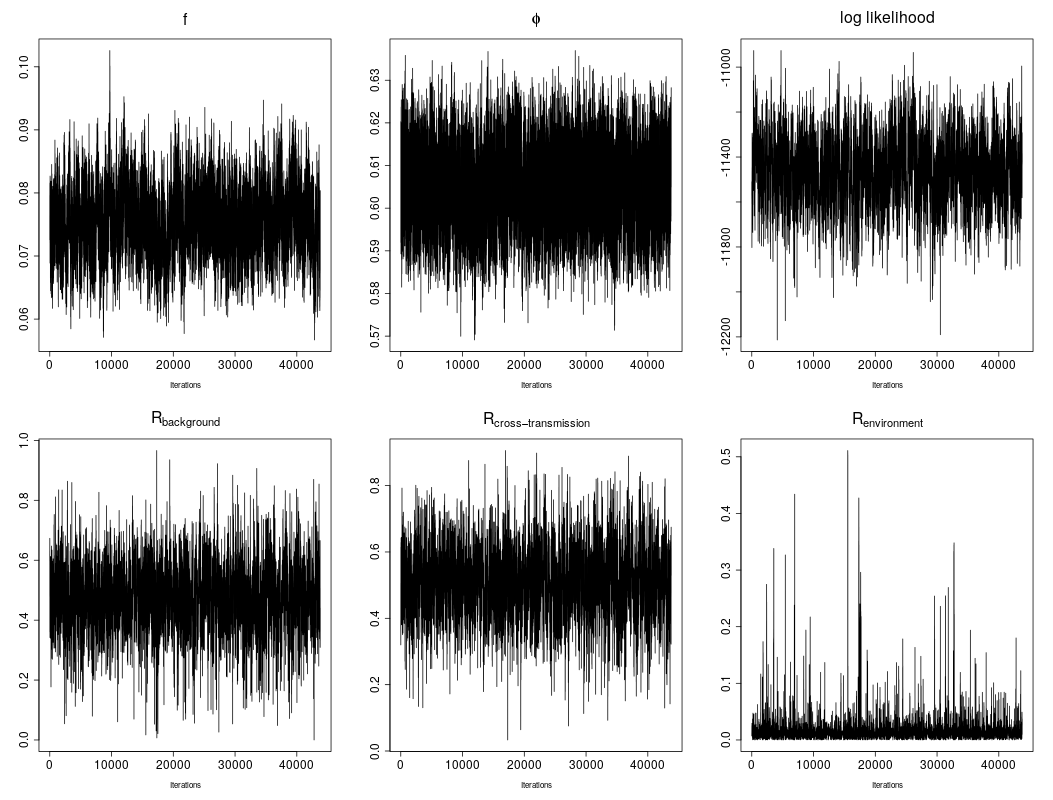 f
0.06 0.07 0.08 0.09 0.10
0 10000 20000 30000 40000
Iterations
ϕ
0.57 0.58 0.59 0.60 0.61 0.62 0.63
0 10000 20000 30000 40000
Iterations
log likelihood
-12200 -11800 -11400 -11000
0 10000 20000 30000 40000
Iterations
Rbackground
0.0 0.2 0.4 0.6 0.8 1.0
0 10000 20000 30000 40000
Iterations
Rcross−transmission
0.0 0.2 0.4 0.6 0.8
0 10000 20000 30000 40000
Iterations
Renvironment
0.0 0.1 0.2 0.3 0.4 0.5
0 10000 20000 30000 40000
Iterations